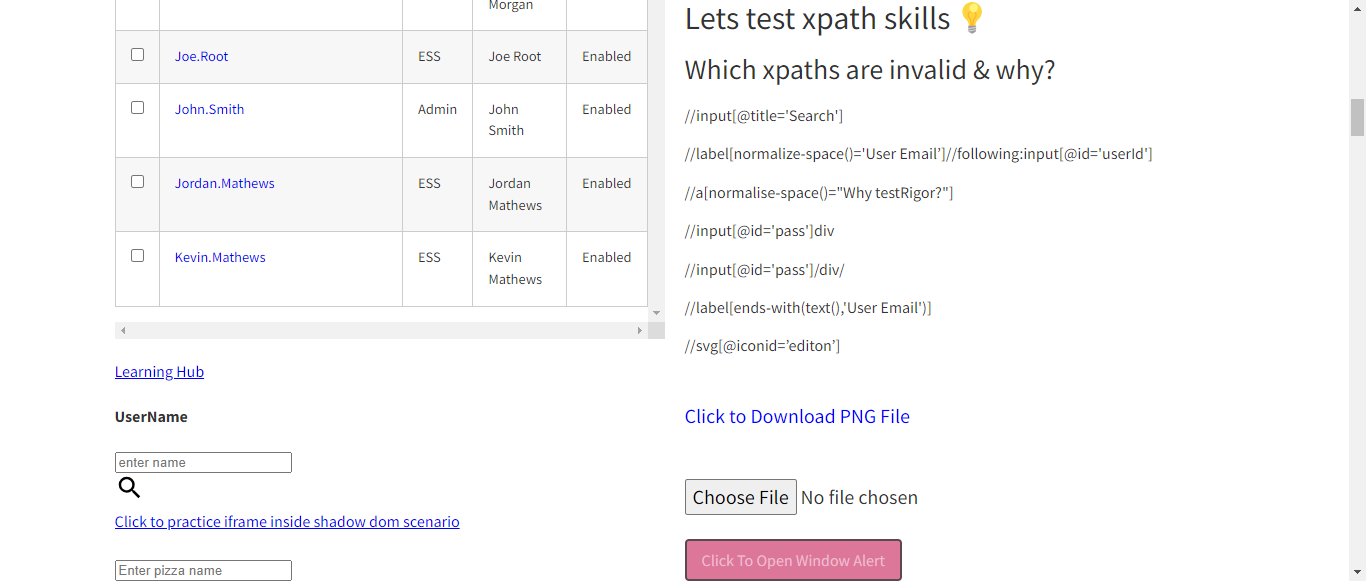 Morgan
Joe.Root ESS Joe Root Enabled
John.Smith Admin John Enabled
Smith
Jordan.Mathews ESS Jordan Enabled
Mathews
Kevin.Mathews ESS Kevin Enabled
Mathews
Learning Hub
UserName
enter name
Click to practice iframe inside shadow dom scenario
Enter pizza name
Lets test xpath skills 💡
Which xpaths are invalid & why?
//input[@title='Search']
//label[normalize-space()='User Email’]//following:input[@id='userId']
//a[normalise-space()="Why testRigor?"]
//input[@id='pass']div
//input[@id='pass']/div/
//label[ends-with(text(),'User Email')]
//svg[@iconid=’editon’]
Click to Download PNG File
Choose File No file chosen
Click To Open Window Alert